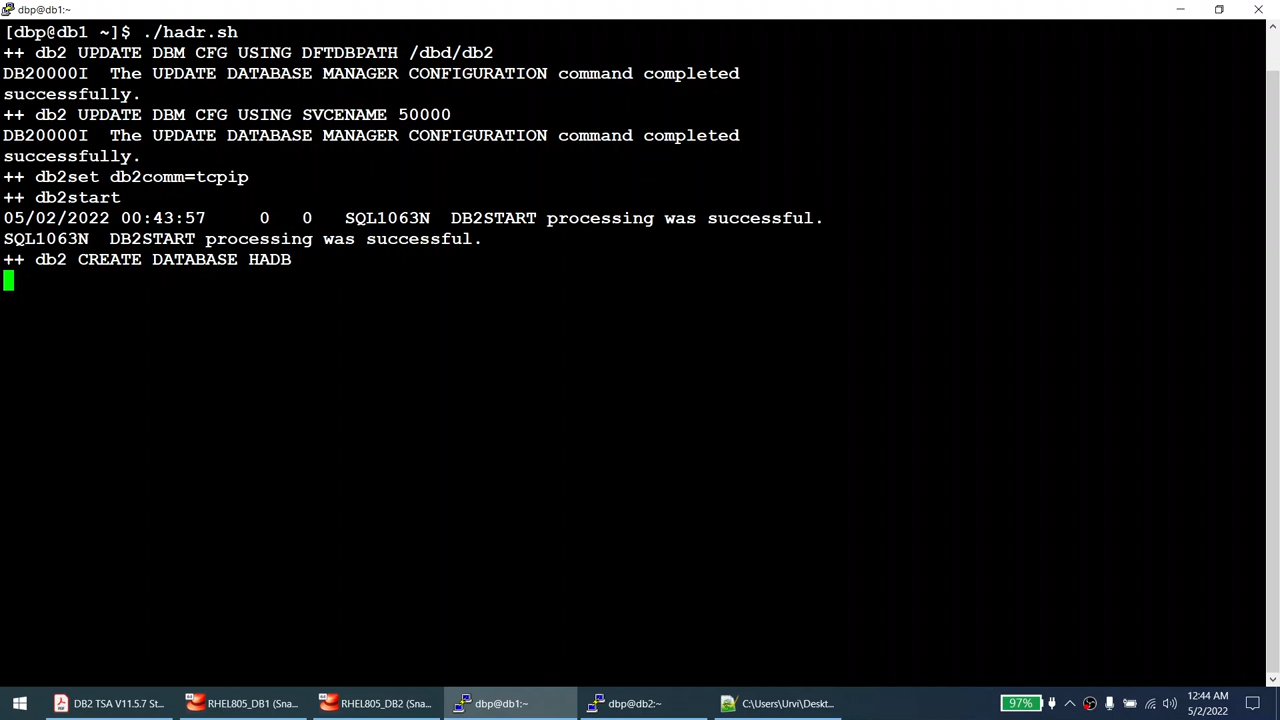 dbp@db1:~
[dbp@db1 ~]$ ./hadr.sh
++ db2 UPDATE DBM CFG USING DFTDBPATH /dbd/db2
DB20000I  The UPDATE DATABASE MANAGER CONFIGURATION command completed
successfully.
++ db2 UPDATE DBM CFG USING SVCENAME 50000
DB20000I  The UPDATE DATABASE MANAGER CONFIGURATION command completed
successfully.
++ db2set db2comm=tcpip
++ db2start
05/02/2022 00:43:57     0   0   SQL1063N  DB2START processing was successful.
SQL1063N  DB2START processing was successful.
++ db2 CREATE DATABASE HADB
DB2 TSA V11.5.7 St...
RHEL805_DB1 (Sna...
RHEL805_DB2 (Sna...
dbp@db1:~
dbp@db2:~
C:\Users\Urvi\Deskt...
97%
12:44 AM
5/2/2022